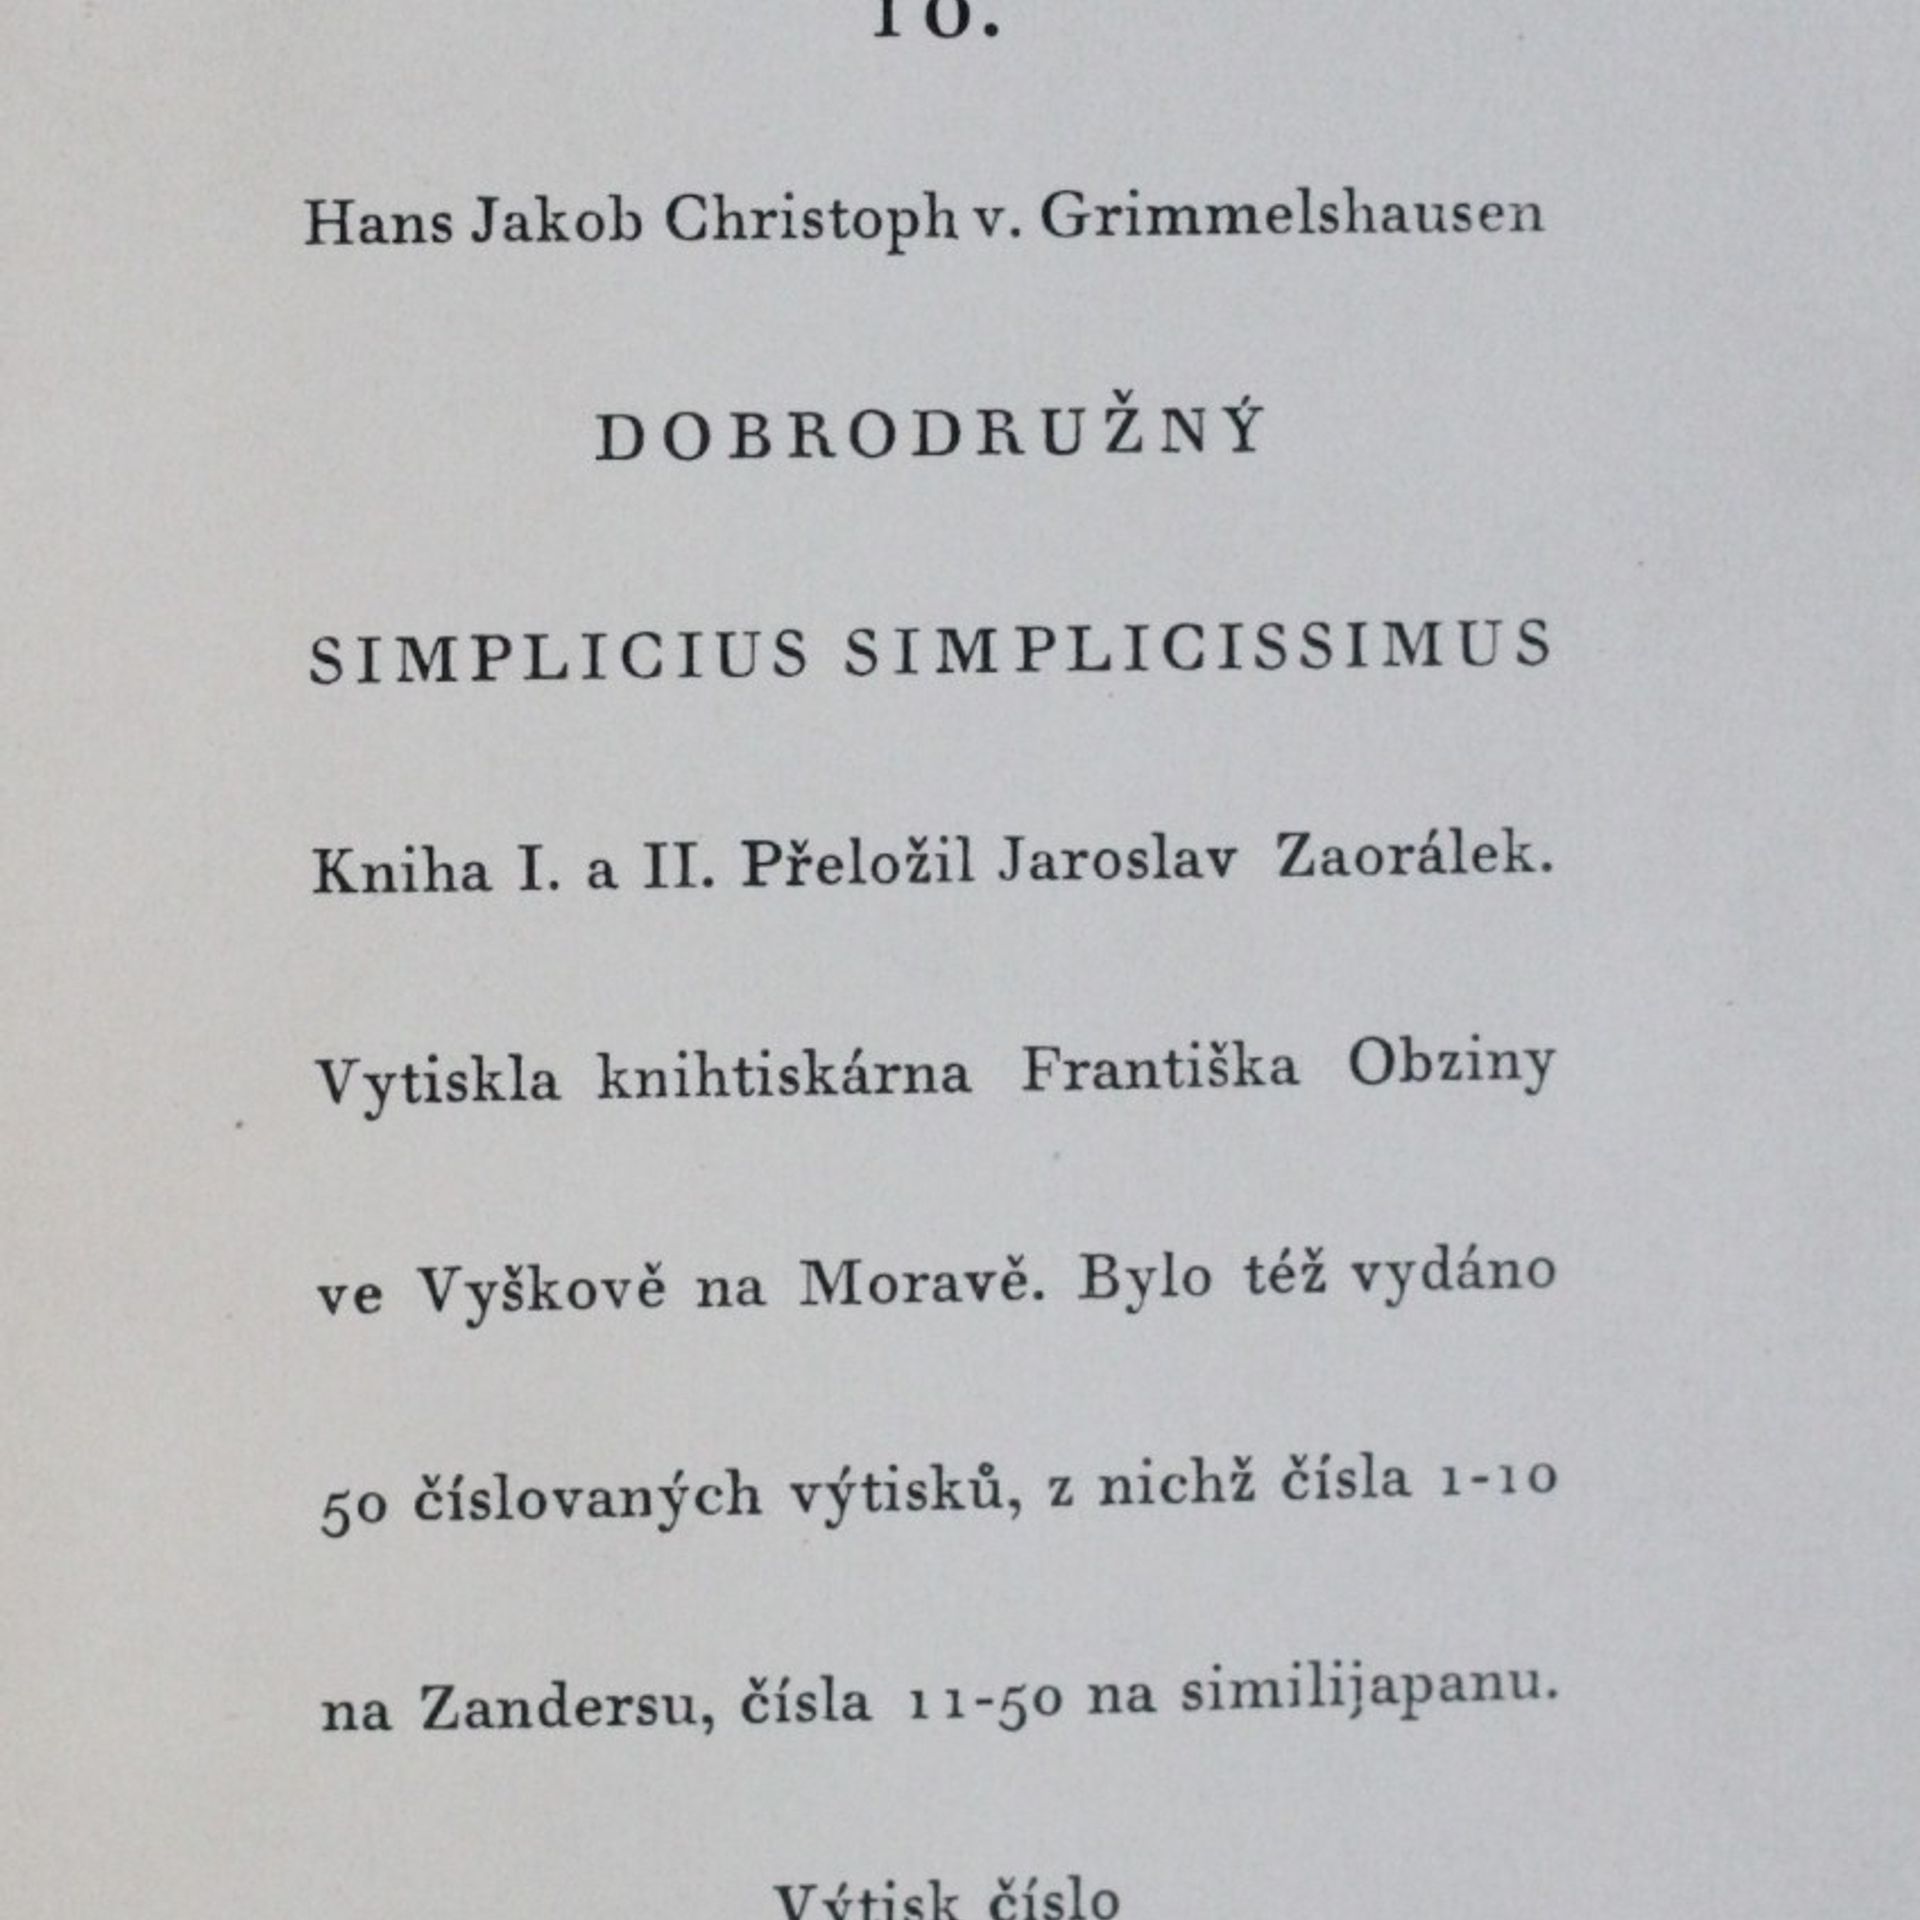 10.
Hans Jakob Christoph v. Grimmelshausen
DOBRODRUŽNÝ
SIMPLICIUS SIMPLICISSIMUS
Kniha I. a II. Přeložil Jaroslav Zaorálek.
Vytiskla knihtiskárna Františka Obziny
ve Vyškově na Moravě. Bylo též vydáno
50 číslovaných výtisků, z nichž čísla 1-10
na Zandersu, čísla 11-50 na similijapanu.
Výtisk číslo